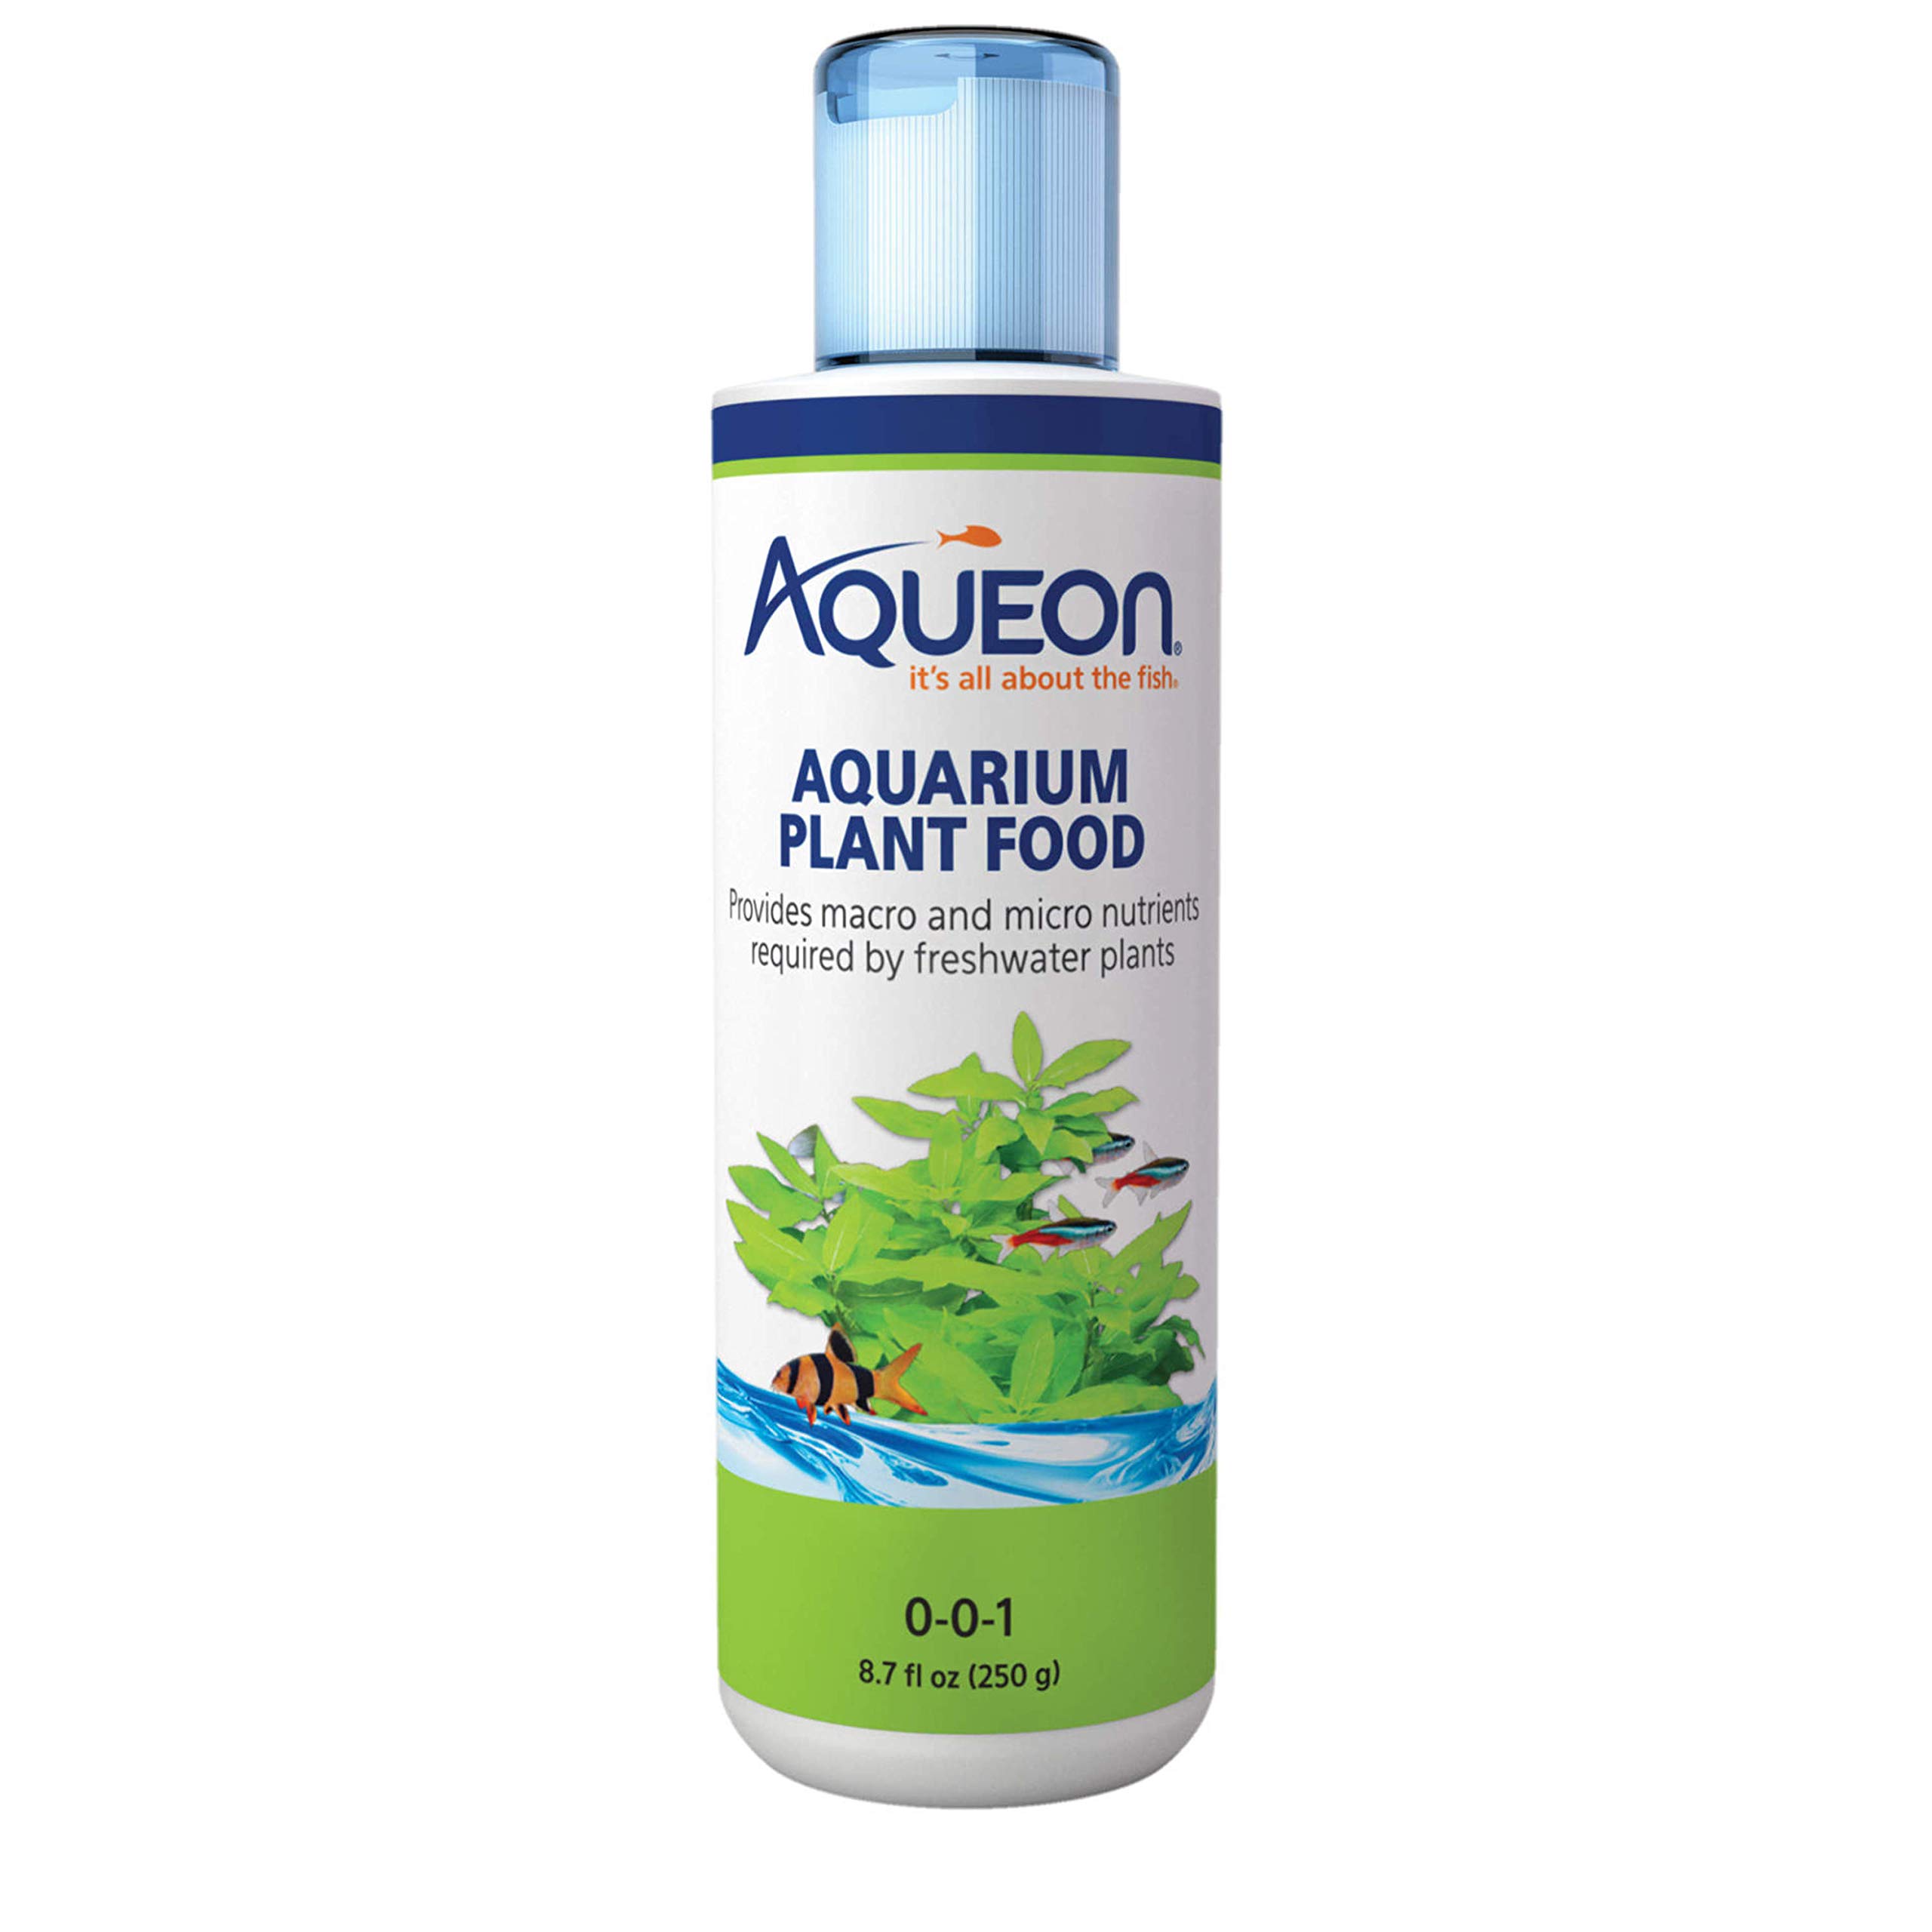 AQUEON®
it's all about the fish®
AQUARIUM
PLANT FOOD
Provides macro and micro nutrients
required by freshwater plants
0-0-1
8.7 fl oz (250 g)